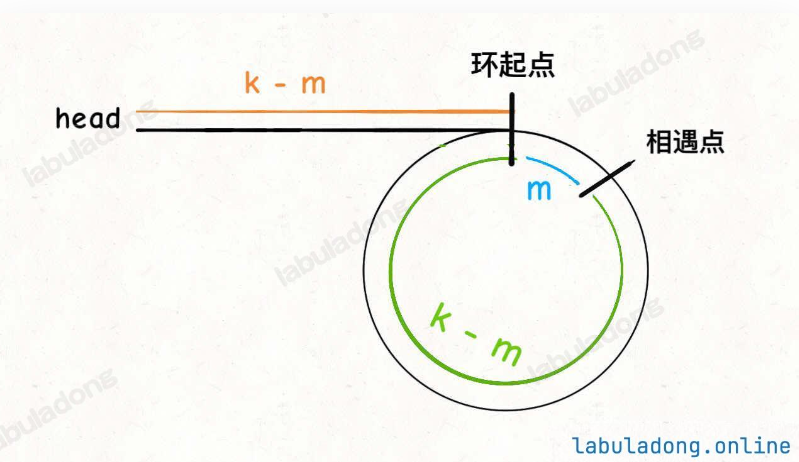 labuladong
环起点
k - m
head
相遇点
labuladong
m
labuladong
k - m
labuladong
labuladong
labuladong.online